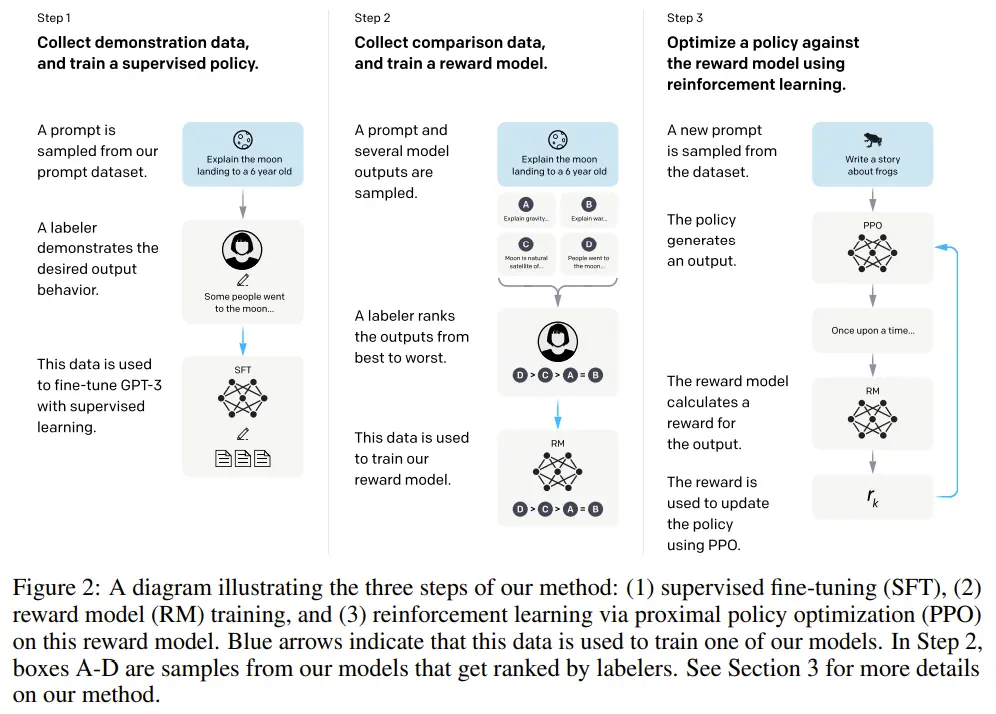 Step 1
Collect demonstration data,
and train a supervised policy.
A prompt is
sampled from our
prompt dataset.
Explain the moon
landing to a 6 year old
A labeler
demonstrates the
desired output
behavior.
Some people went
to the moon...
This data is used
to fine-tune GPT-3
with supervised
learning.
SFT
Step 2
Collect comparison data,
and train a reward model.
A prompt and
several model
outputs are
sampled.
Explain the moon
landing to a 6 year old
A
Explain gravity...
B
Explain war...
C
Moon is natural
satellite of...
D
People went to
the moon...
A labeler ranks
the outputs from
best to worst.
D > C > A = B
This data is used
to train our
reward model.
RM
D > C > A = B
Step 3
Optimize a policy against
the reward model using
reinforcement learning.
A new prompt
is sampled from
the dataset.
Write a story
about frogs
The policy
generates
an output.
PPO
Once upon a time...
The reward model
calculates a
reward for
the output.
RM
The reward is
used to update
the policy
using PPO.
rk
Figure 2: A diagram illustrating the three steps of our method: (1) supervised fine-tuning (SFT), (2)
reward model (RM) training, and (3) reinforcement learning via proximal policy optimization (PPO)
on this reward model. Blue arrows indicate that this data is used to train one of our models. In Step 2,
boxes A-D are samples from our models that get ranked by labelers. See Section 3 for more details
on our method.